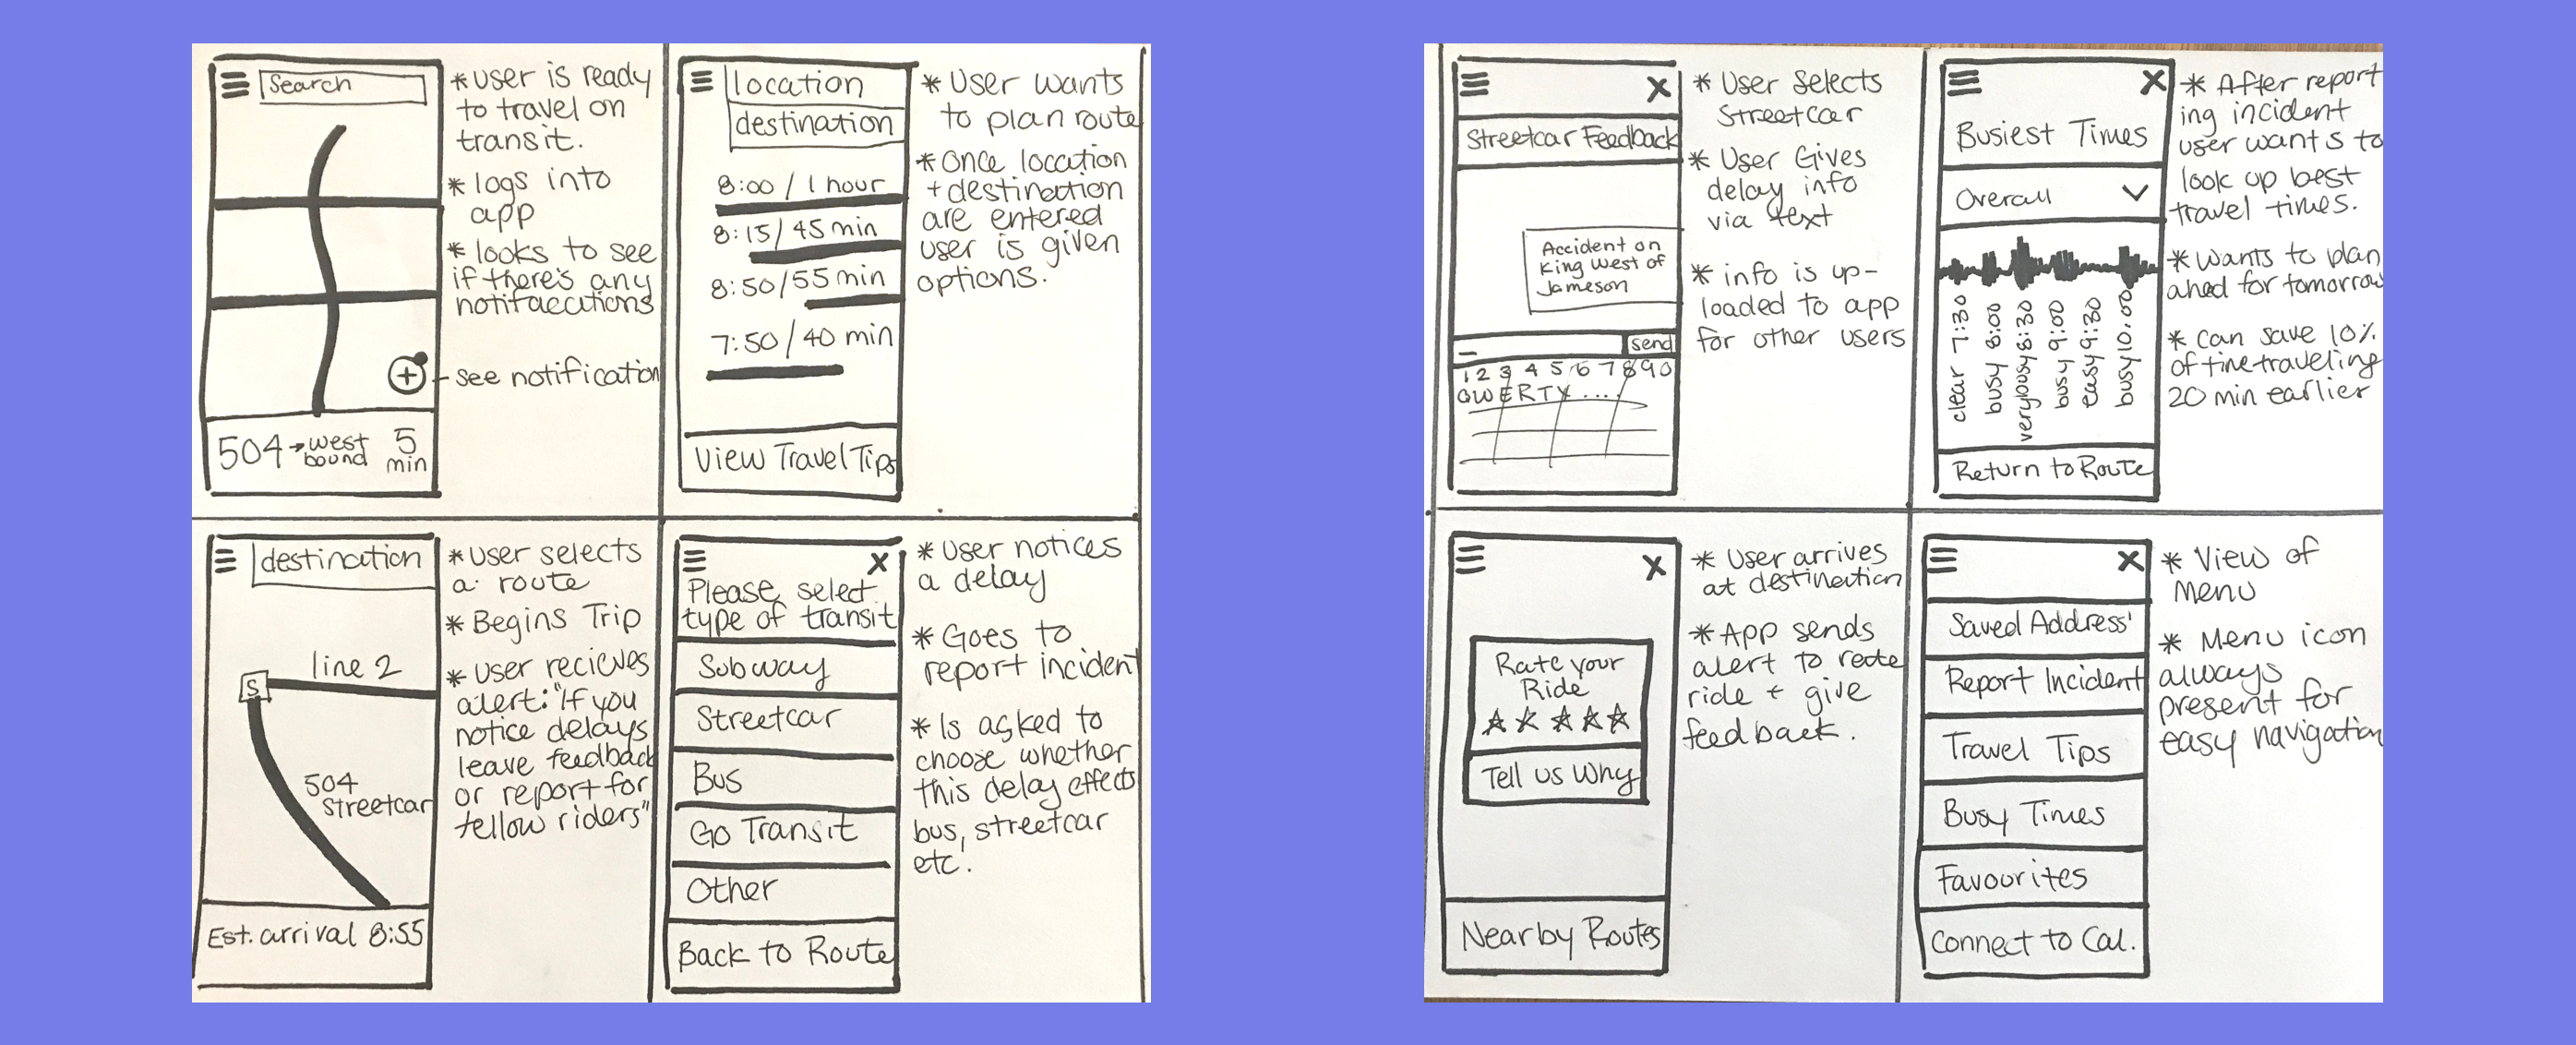 Search
504 → west bound 5 min
* user is ready
to travel on
transit.
* logs into
app
* looks to see
if there's any
notifaecations
- see notification
location
destination
8:00 / 1 hour
8:15 / 45 min
8:50 / 55 min
7:50 / 40 min
View Travel Tips
* User wants
to plan route
* Once location
+ destination
are entered
user is given
options.
destination
line 2
S
504
Streetcar
Est. arrival 8:55
* User selects
a route
* Begins Trip
* User recieves
alert: "If you
notice delays
leave feedback
or report for
fellow riders"
X
Please select
type of transit
Subway
Streetcar
Bus
Go Transit
Other
Back to Route
* User notices
a delay
* Goes to
report incident
* Is asked to
choose whether
this delay effects
bus, streetcar
etc.
X
Streetcar Feedback
Accident on
King West of
Jameson
send
1 2 3 4 5 6 7 8 9 0
QWERTY....
* User Selects
Streetcar
* User Gives
delay info
via text
* info is up-
loaded to app
for other users
X
Busiest Times
Overall
clear 7:30
busy 8:00
very busy 8:30
busy 9:00
easy 9:30
busy 10:00
Return to Route
* After report
ing incident
user wants to
look up best
travel times.
* Wants to plan
ahed for tomorrow
* Can save 10%
of time traveling
20 min earlier
X
Rate your
Ride
Tell us Why
Nearby Routes
* User arrives
at destination
* App sends
alert to rate
ride + give
feedback.
X
Saved Address'
Report Incident
Travel Tips
Busy Times
Favourites
Connect to Cal.
* View of
Menu
* Menu icon
always
present for
easy navigation